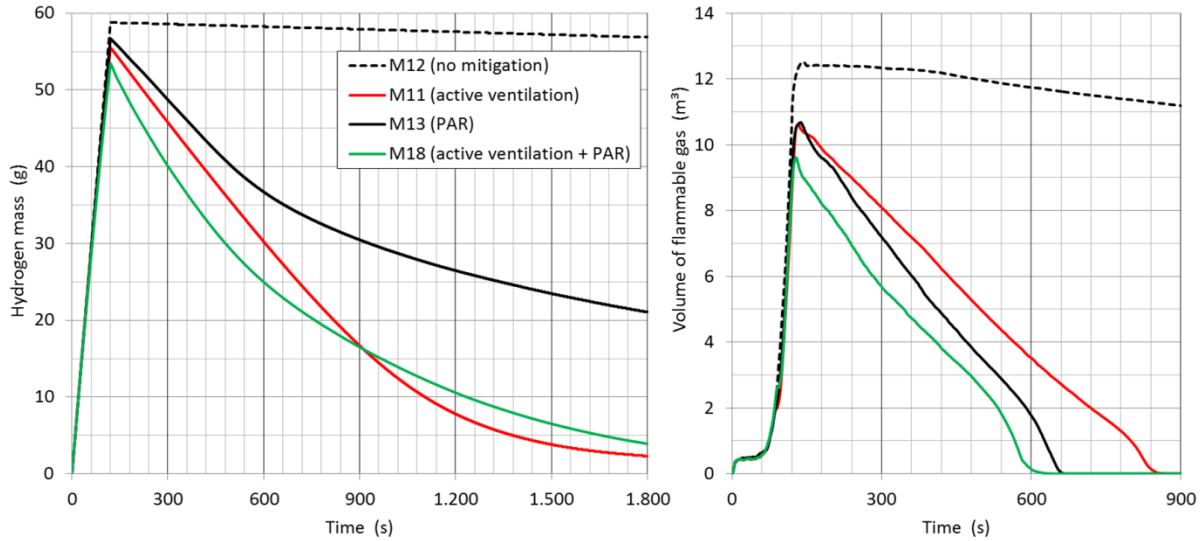 Hydrogen mass (g)
60
50
40
30
20
10
0
M12 (no mitigation)
M11 (active ventilation)
M13 (PAR)
M18 (active ventilation + PAR)
0 300 600 900 1.200 1.500 1.800
Time (s)
Volume of flammable gas (m³)
14
12
10
8
6
4
2
0
0 300 600 900
Time (s)